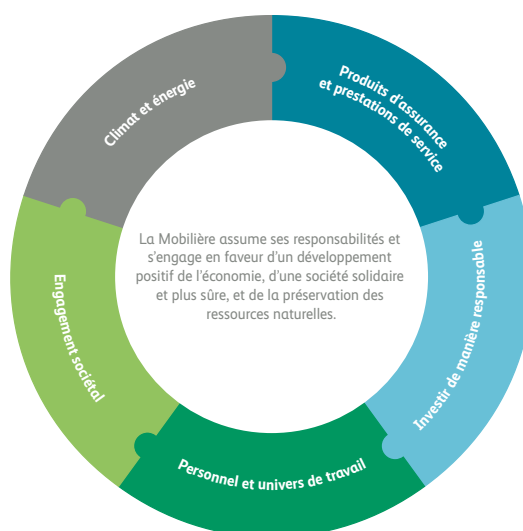 Climat et énergie
Produits d'assurance
et prestations de service
La Mobilière assume ses responsabilités et
s'engage en faveur d'un développement
positif de l'économie, d'une société solidaire
et plus sûre, et de la préservation des
ressources naturelles.
Investir de manière responsable
Engagement sociétal
Personnel et univers de travail